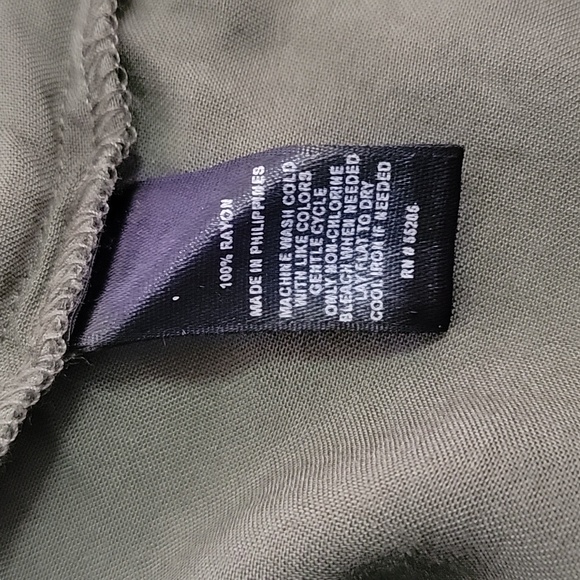 100% RAYON
MADE IN PHILIPPINES
MACHINE WASH COLD
WITH LIKE COLORS
GENTLE CYCLE
ONLY NON-CHLORINE
BLEACH WHEN NEEDED
LAY FLAT TO DRY
COOL IRON IF NEEDED
RN #